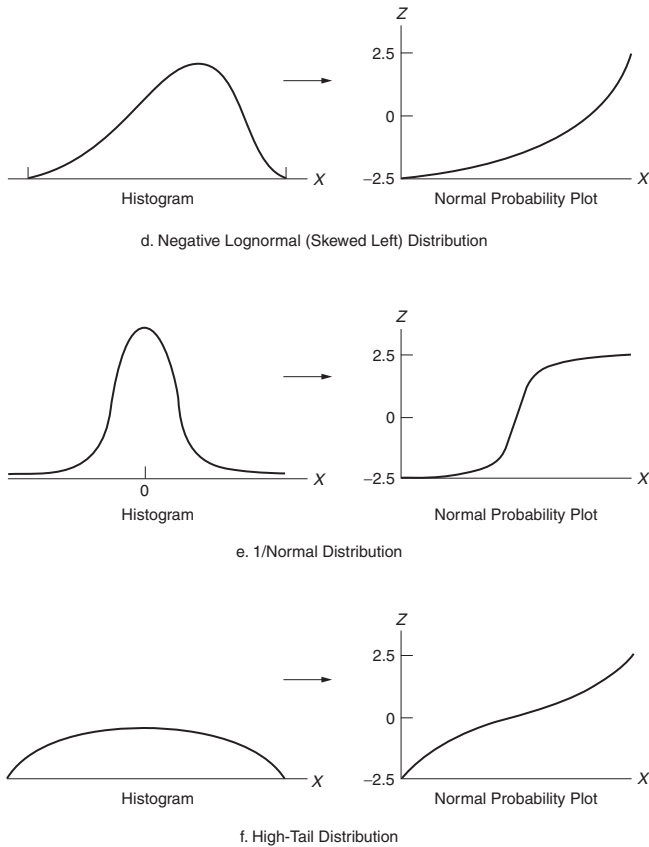 Z
2.5
0
−2.5
X
X
Histogram
Normal Probability Plot
d. Negative Lognormal (Skewed Left) Distribution
Z
2.5
0
−2.5
X
X
0
Histogram
Normal Probability Plot
e. 1/Normal Distribution
Z
2.5
0
−2.5
X
X
Histogram
Normal Probability Plot
f. High-Tail Distribution